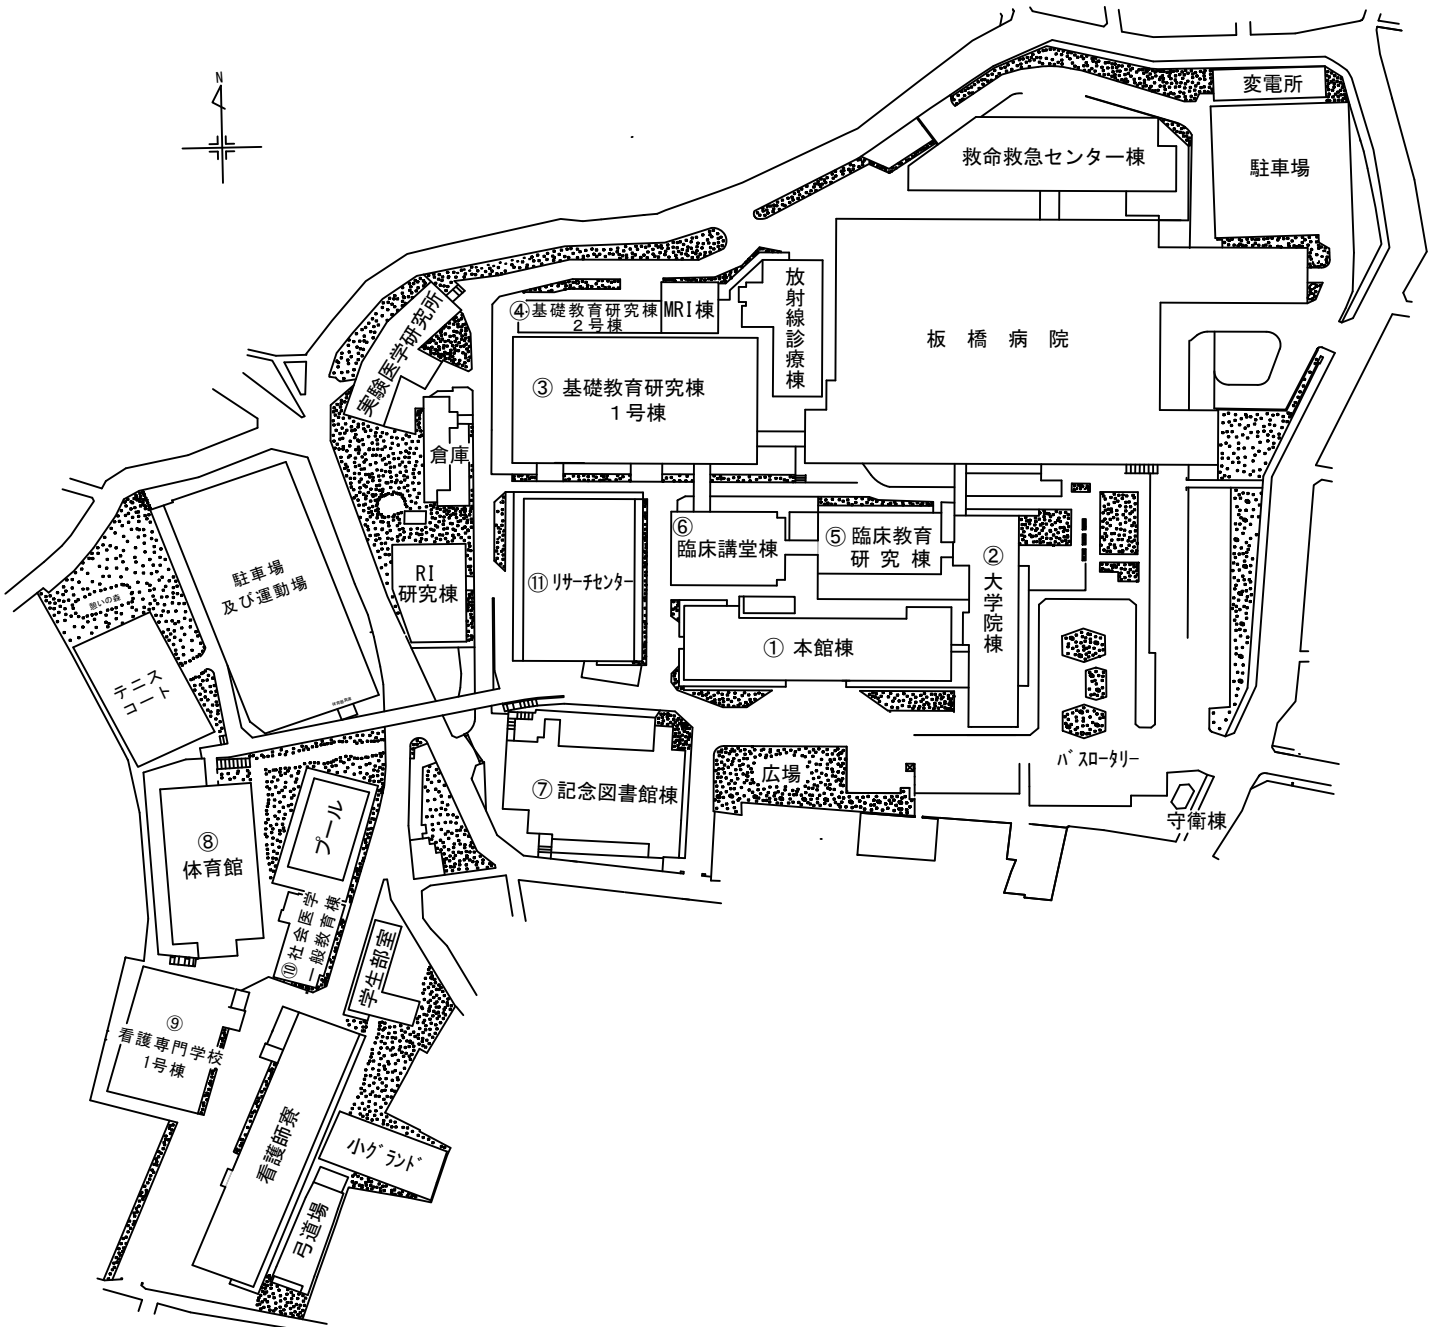 N
変電所
救命救急センター棟
駐車場
放射線診療棟
④基礎教育研究棟
2号棟
MRI棟
実験医学研究所
板橋病院
③ 基礎教育研究棟
1号棟
倉庫
⑥
臨床講堂棟
⑤ 臨床教育
研究棟
②大学院棟
⑪ リサーチセンター
RI
研究棟
駐車場
及び運動場
憩いの森
① 本館棟
テニス
コート
バスロータリー
広場
⑦ 記念図書館棟
守衛棟
プール
⑧
体育館
⑩ 社会医学
一般教育棟
学生部室
⑨
看護専門学校
1号棟
看護師寮
小グランド
弓道場